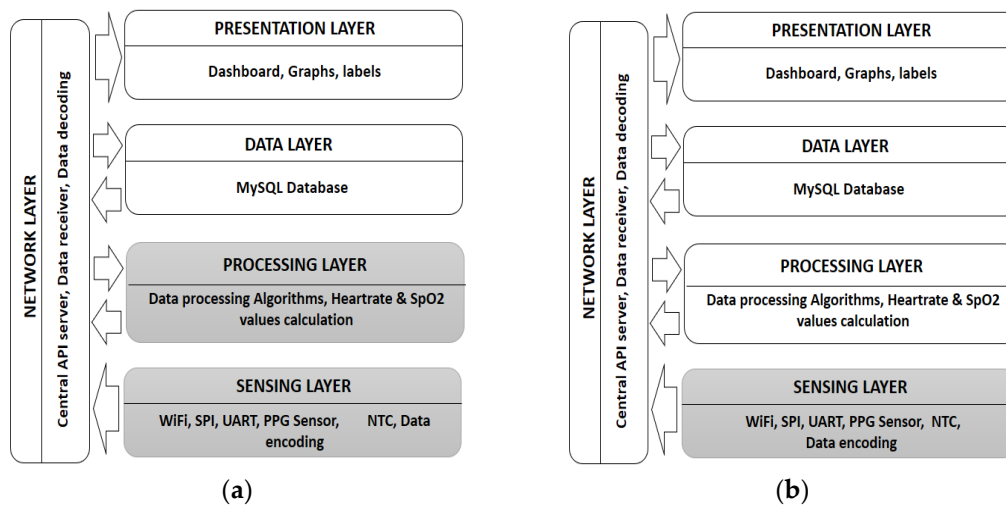 NETWORK LAYER
Central API server, Data receiver, Data decoding
PRESENTATION LAYER
Dashboard, Graphs, labels
DATA LAYER
MySQL Database
PROCESSING LAYER
Data processing Algorithms, Heartrate & SpO2
values calculation
SENSING LAYER
WiFi, SPI, UART, PPG Sensor, NTC, Data
encoding
(a)
NETWORK LAYER
Central API server, Data receiver, Data decoding
PRESENTATION LAYER
Dashboard, Graphs, labels
DATA LAYER
MySQL Database
PROCESSING LAYER
Data processing Algorithms, Heartrate & SpO2
values calculation
SENSING LAYER
WiFi, SPI, UART, PPG Sensor, NTC,
Data encoding
(b)